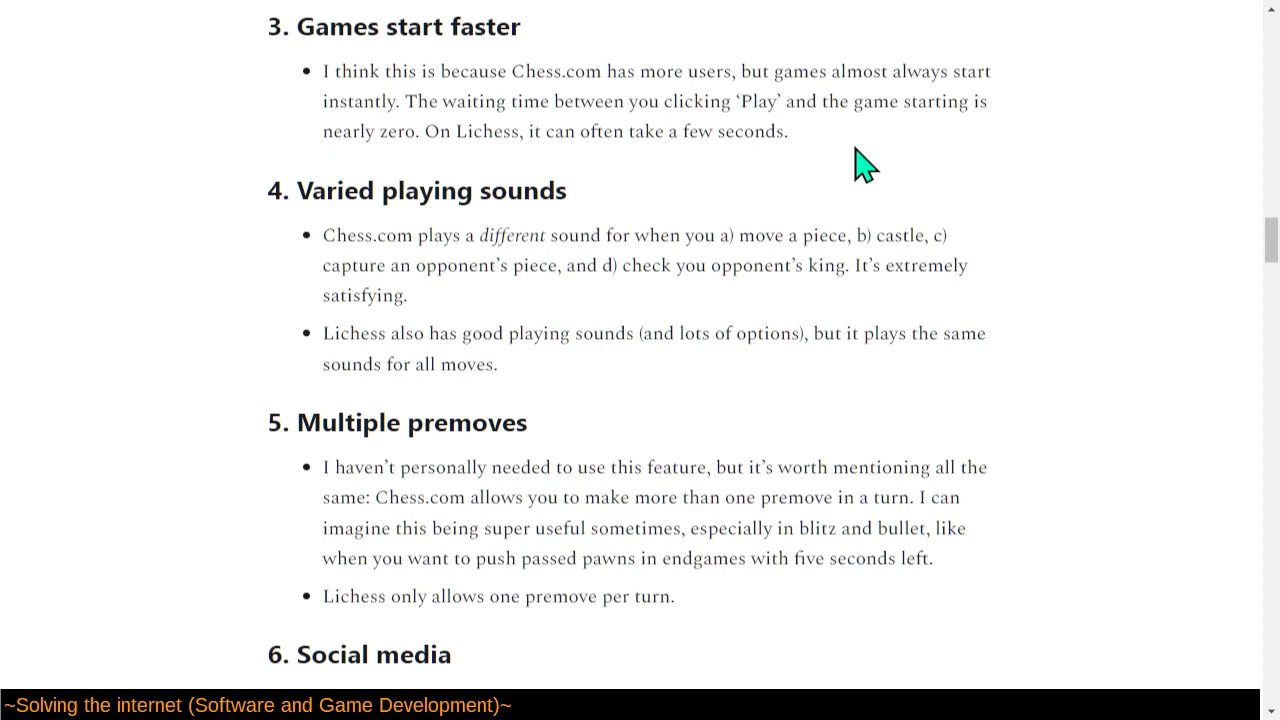 3. Games start faster
• I think this is because Chess.com has more users, but games almost always start
instantly. The waiting time between you clicking ‘Play’ and the game starting is
nearly zero. On Lichess, it can often take a few seconds.
4. Varied playing sounds
• Chess.com plays a different sound for when you a) move a piece, b) castle, c)
capture an opponent’s piece, and d) check you opponent’s king. It’s extremely
satisfying.
• Lichess also has good playing sounds (and lots of options), but it plays the same
sounds for all moves.
5. Multiple premoves
• I haven’t personally needed to use this feature, but it’s worth mentioning all the
same: Chess.com allows you to make more than one premove in a turn. I can
imagine this being super useful sometimes, especially in blitz and bullet, like
when you want to push passed pawns in endgames with five seconds left.
• Lichess only allows one premove per turn.
6. Social media
~Solving the internet (Software and Game Development)~